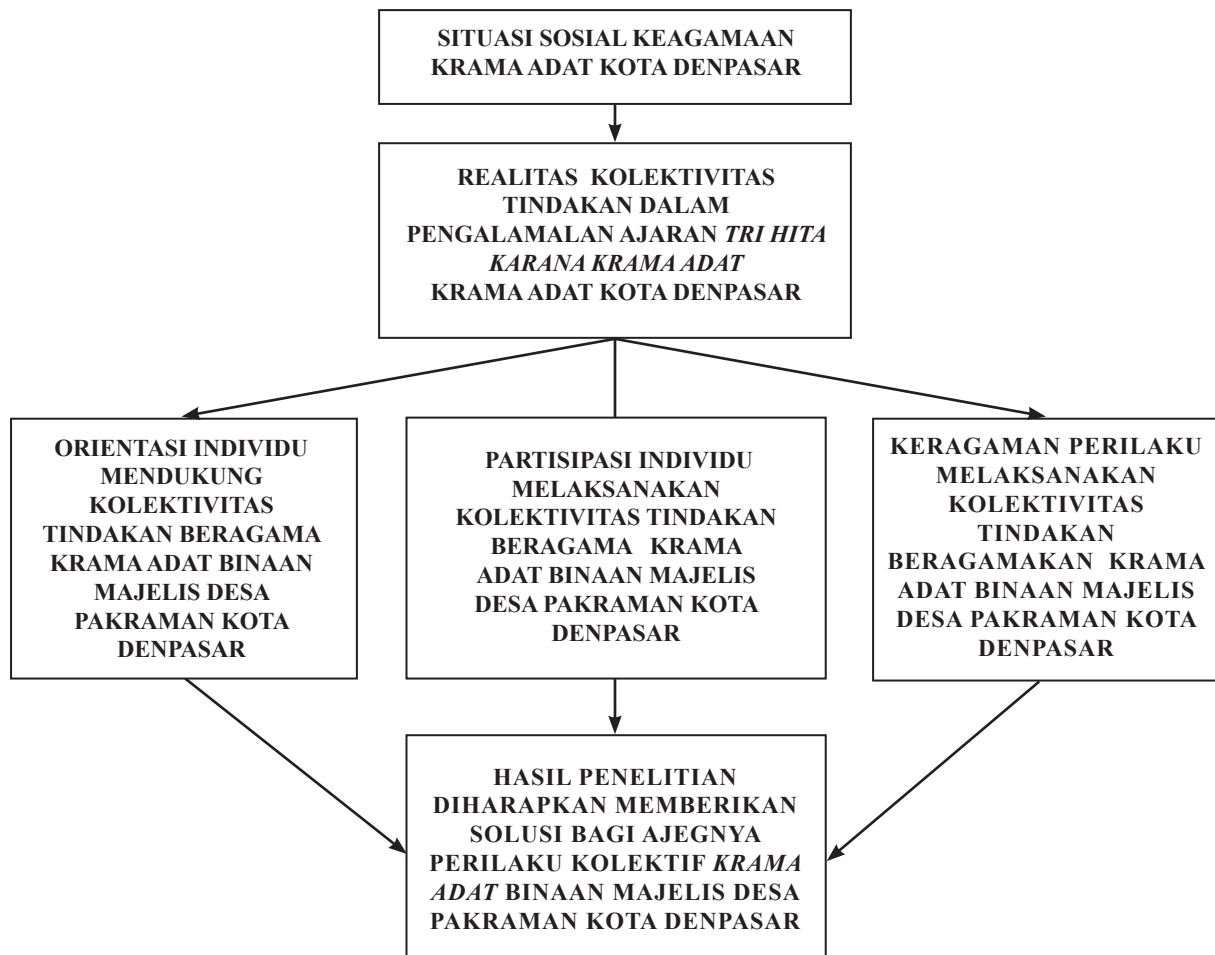 SITUASI SOSIAL KEAGAMAAN
KRAMA ADAT KOTA DENPASAR
REALITAS KOLEKTIVITAS
TINDAKAN DALAM
PENGALAMALAN AJARAN TRI HITA
KARANA KRAMA ADAT
KRAMA ADAT KOTA DENPASAR
ORIENTASI INDIVIDU
MENDUKUNG
KOLEKTIVITAS
TINDAKAN BERAGAMA
KRAMA ADAT BINAAN
MAJELIS DESA
PAKRAMAN KOTA
DENPASAR
PARTISIPASI INDIVIDU
MELAKSANAKAN
KOLEKTIVITAS TINDAKAN
BERAGAMA KRAMA
ADAT BINAAN MAJELIS
DESA PAKRAMAN KOTA
DENPASAR
KERAGAMAN PERILAKU
MELAKSANAKAN
KOLEKTIVITAS
TINDAKAN
BERAGAMAKAN KRAMA
ADAT BINAAN MAJELIS
DESA PAKRAMAN KOTA
DENPASAR
HASIL PENELITIAN
DIHARAPKAN MEMBERIKAN
SOLUSI BAGI AJEGNYA
PERILAKU KOLEKTIF KRAMA
ADAT BINAAN MAJELIS DESA
PAKRAMAN KOTA DENPASAR